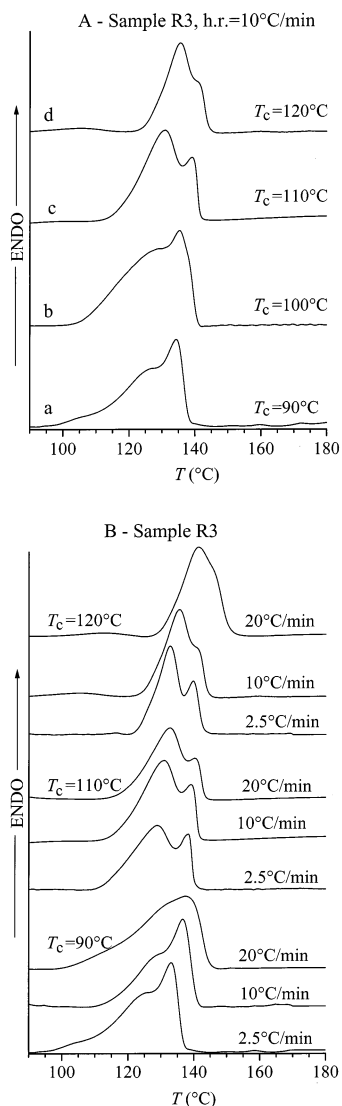 A - Sample R3, h.r.=10°C/min
d
Tc=120°C
c
Tc=110°C
ENDO
b
Tc=100°C
a
Tc=90°C
100 120 140 160 180
T (°C)
B - Sample R3
Tc=120°C
20°C/min
10°C/min
2.5°C/min
Tc=110°C
20°C/min
ENDO
10°C/min
2.5°C/min
Tc=90°C
20°C/min
10°C/min
2.5°C/min
100 120 140 160 180
T (°C)